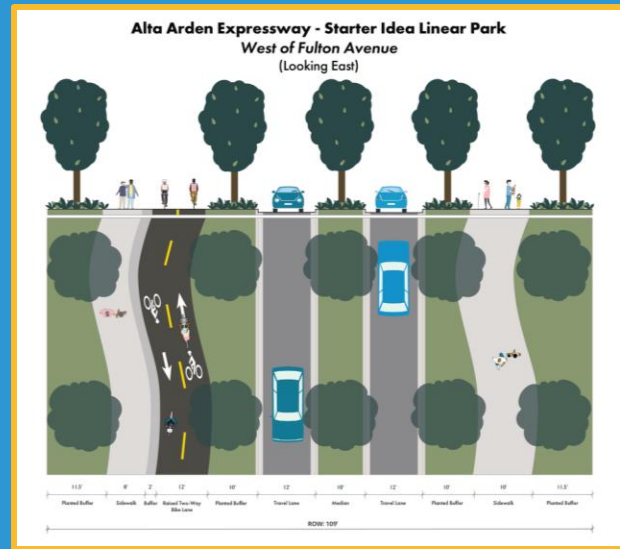 Alta Arden Expressway - Starter Idea Linear Park
West of Fulton Avenue
(Looking East)
11.5' 8' 2' 12' 10' 12' 10' 12' 10' 10' 11.5'
Planted Buffer Sidewalk Buffer Raised Two-Way Planted Buffer Travel Lane Median Travel Lane Planted Buffer Sidewalk Planted Buffer
Bike Lane
ROW: 109'